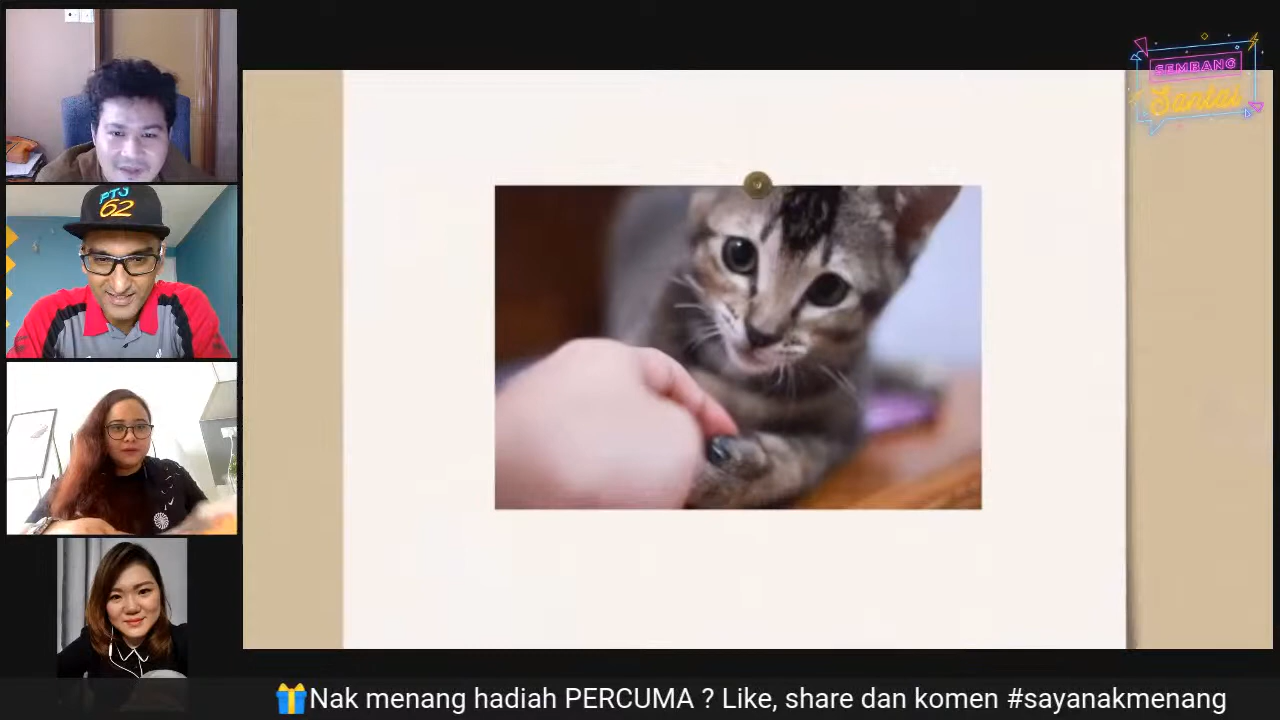 SEMBANG
Santai
PTJ
62
Nak menang hadiah PERCUMA ? Like, share dan komen #sayanakmenang